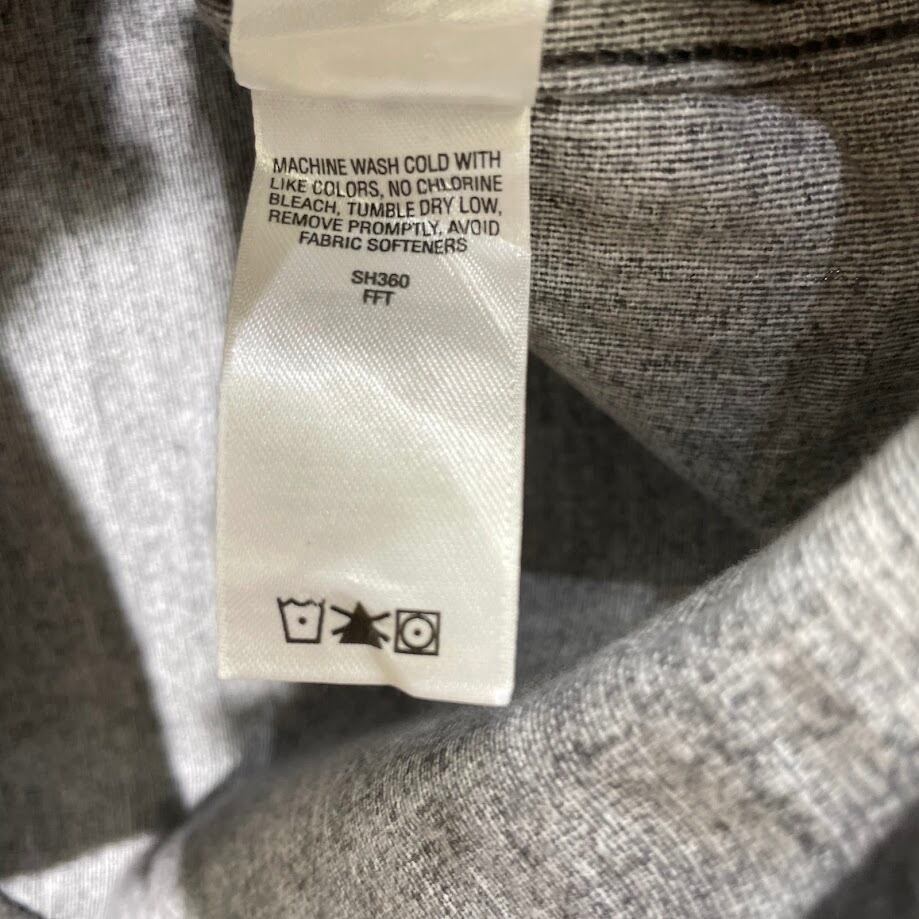 MACHINE WASH COLD WITH
LIKE COLORS, NO CHLORINE
BLEACH, TUMBLE DRY LOW,
REMOVE PROMPTLY, AVOID
FABRIC SOFTENERS
SH360
FFT